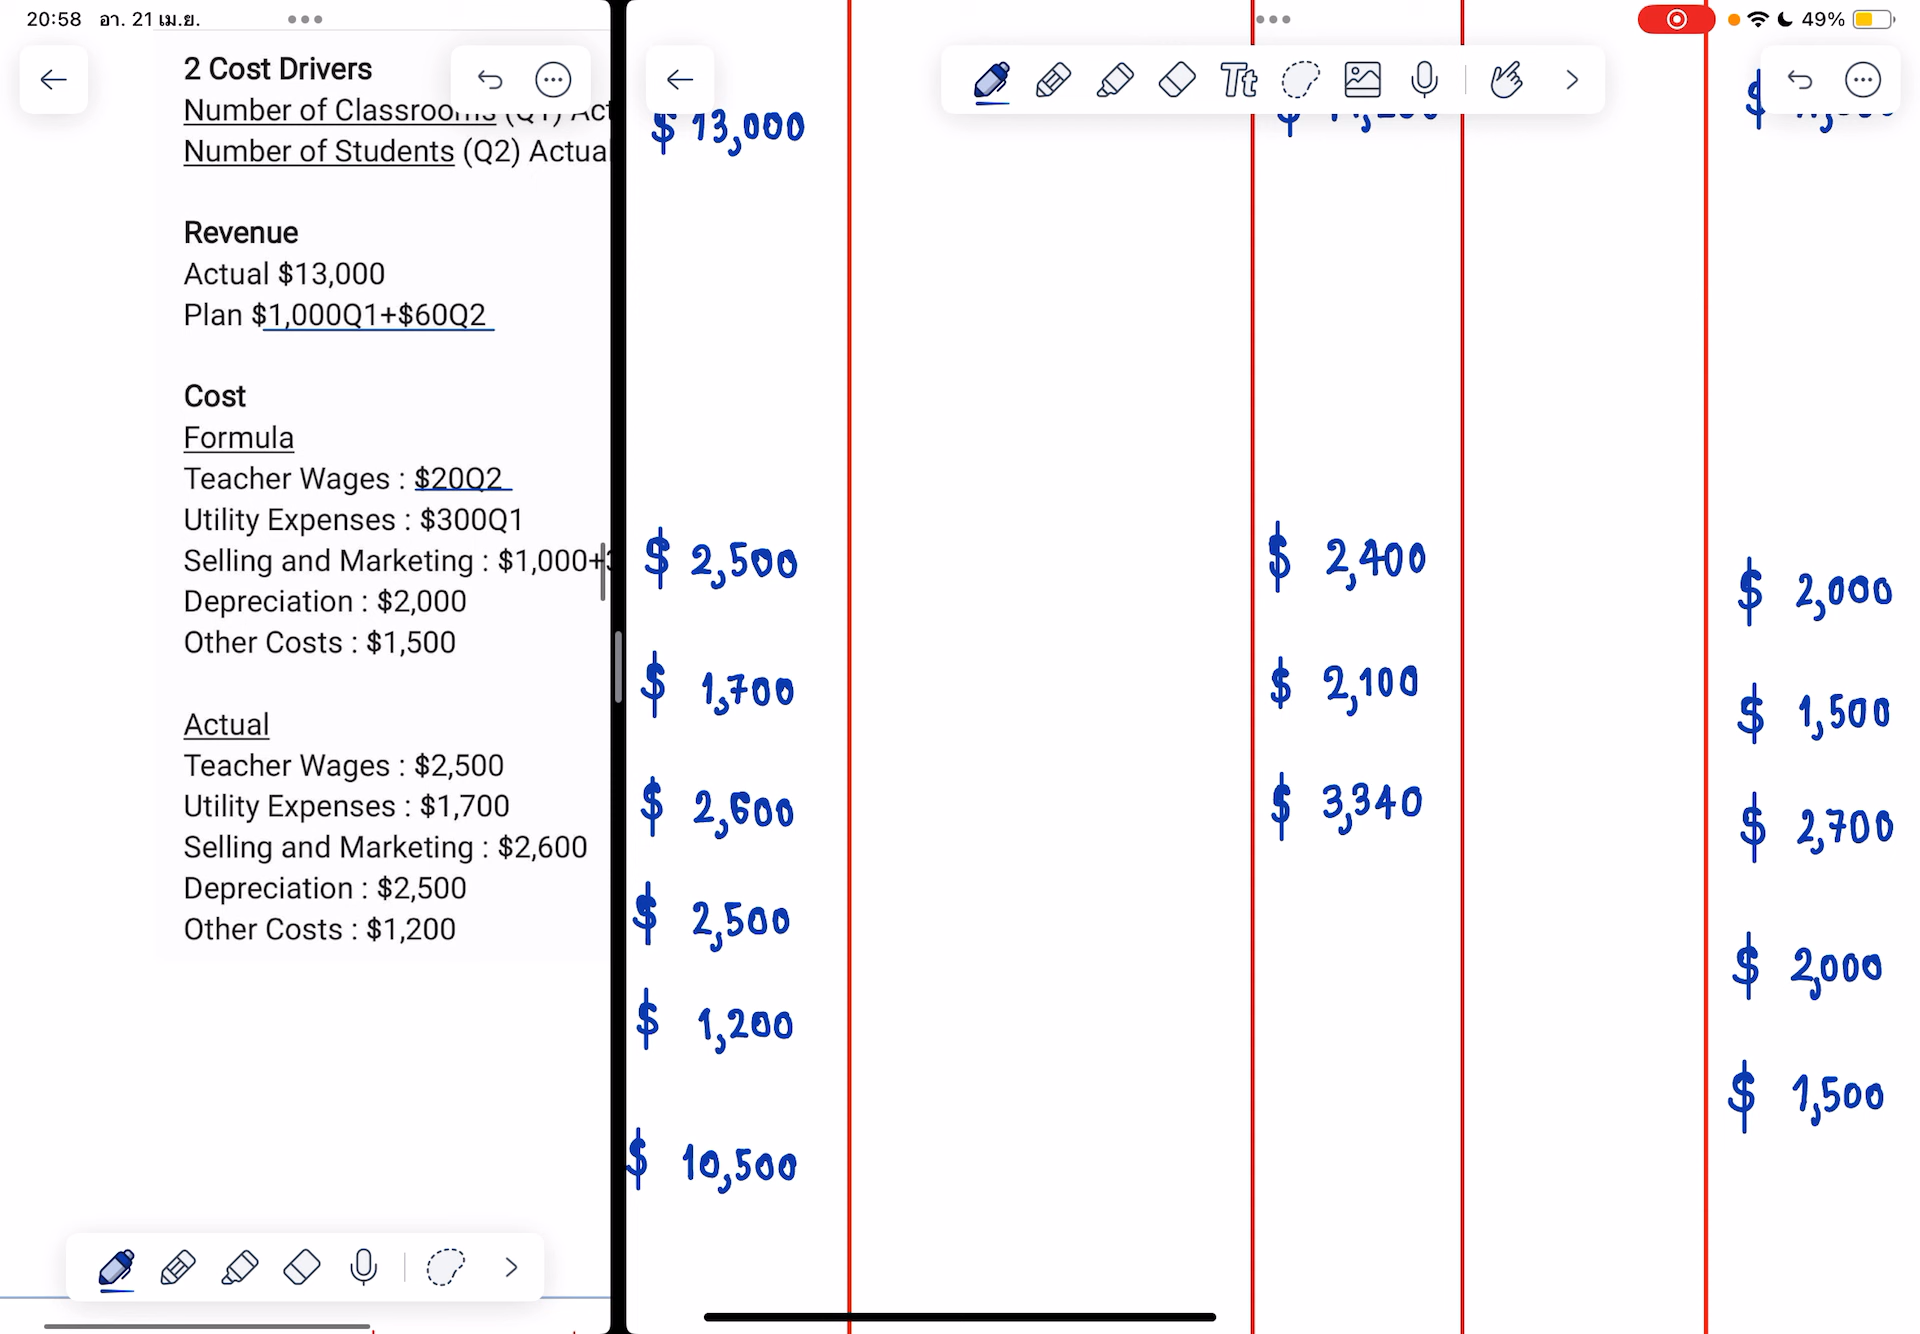 20:58 อา. 21 เม.ย.
49%
2 Cost Drivers
Number of Classrooms (Q1) Act
Number of Students (Q2) Actual
Revenue
Actual $13,000
Plan $1,000Q1+$60Q2
Cost
Formula
Teacher Wages : $20Q2
Utility Expenses : $300Q1
Selling and Marketing : $1,000+3
Depreciation : $2,000
Other Costs : $1,500
Actual
Teacher Wages : $2,500
Utility Expenses : $1,700
Selling and Marketing : $2,600
Depreciation : $2,500
Other Costs : $1,200
Tt
$ 13,000
$ 2,500
$ 1,700
$ 2,600
$ 2,500
$ 1,200
$ 10,500
$ 2,400
$ 2,100
$ 3,340
$ 2,000
$ 1,500
$ 2,700
$ 2,000
$ 1,500